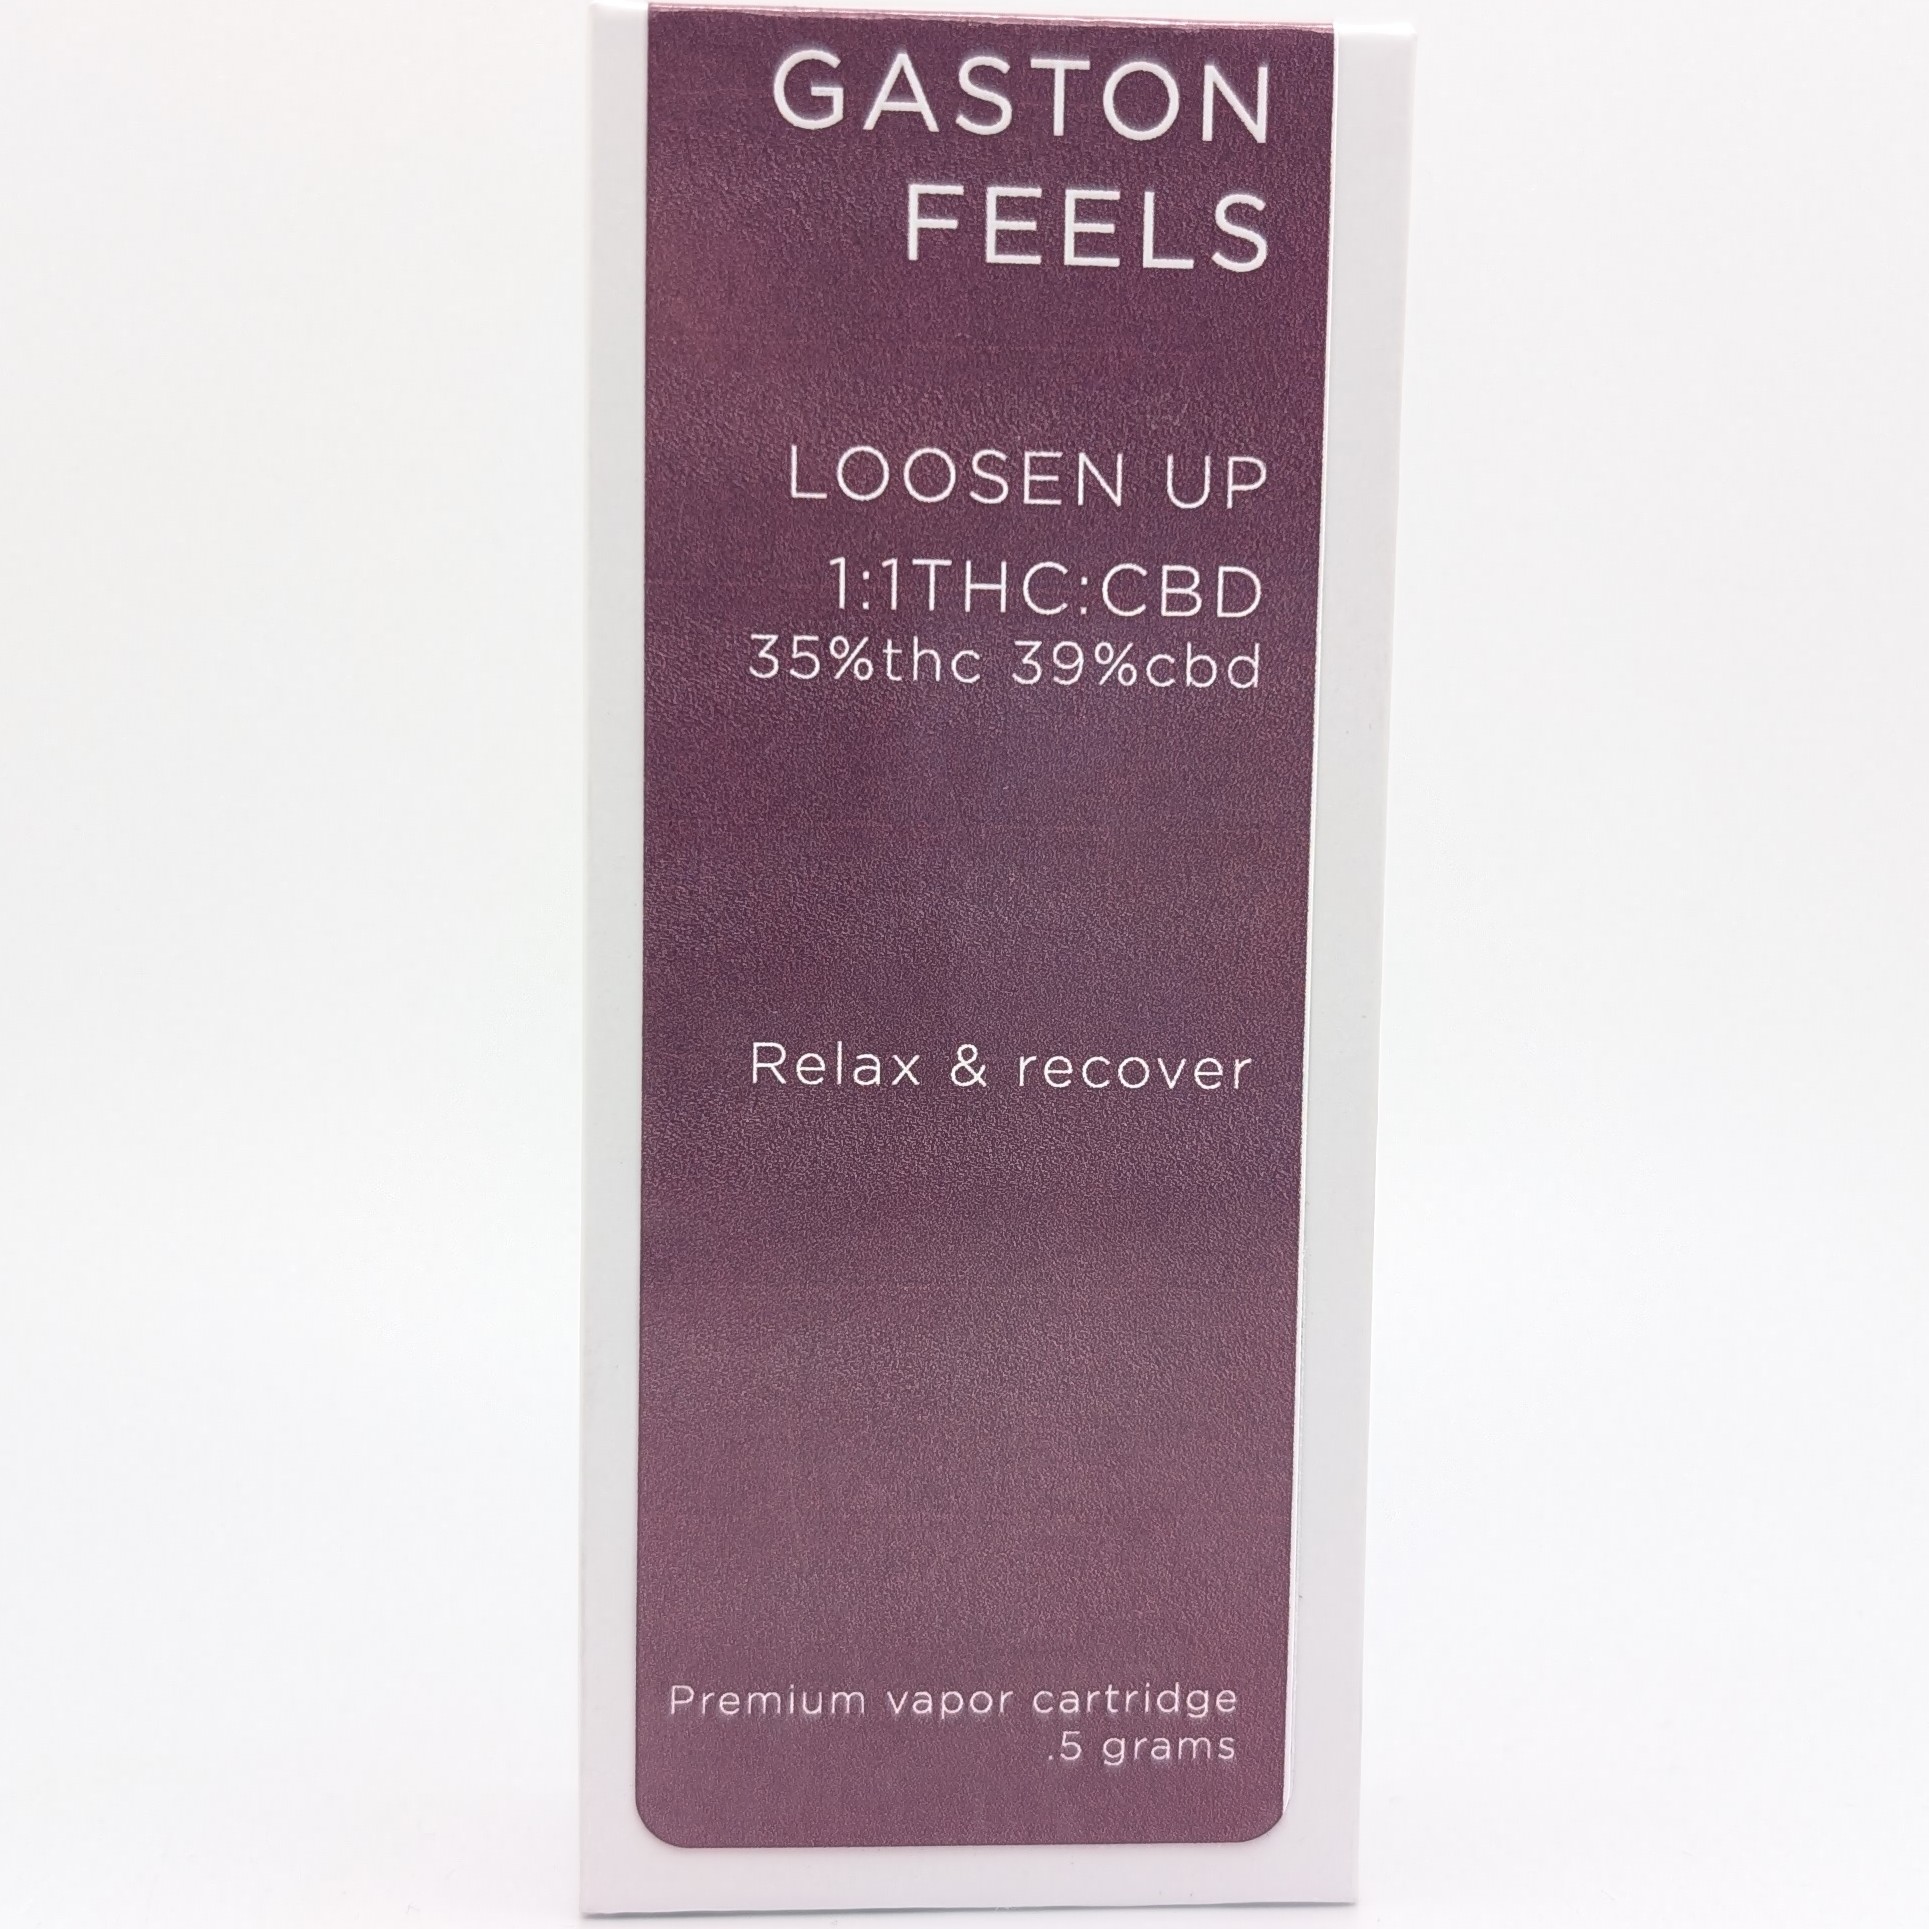 GASTON
FEELS
LOOSEN UP
1:1THC:CBD
35%thc 39%cbd
Relax & recover
Premium vapor cartridge
.5 grams